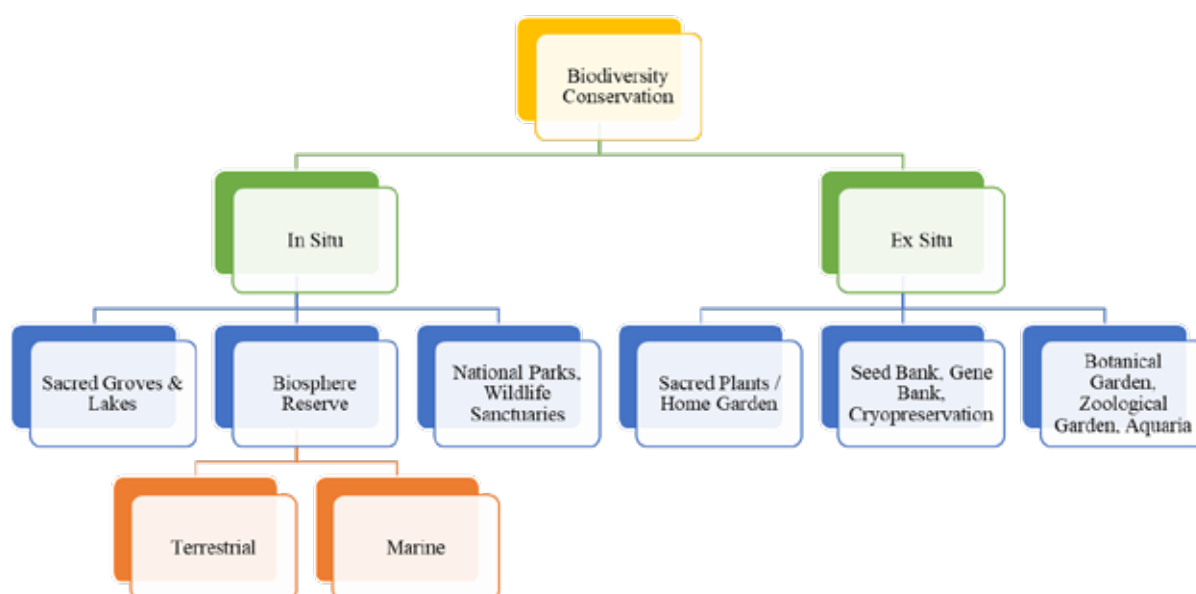 Biodiversity
Conservation
In Situ
Ex Situ
Sacred Groves &
Lakes
Biosphere
Reserve
National Parks,
Wildlife
Sanctuaries
Sacred Plants /
Home Garden
Seed Bank, Gene
Bank,
Cryopreservation
Botanical
Garden,
Zoological
Garden, Aquaria
Terrestrial
Marine